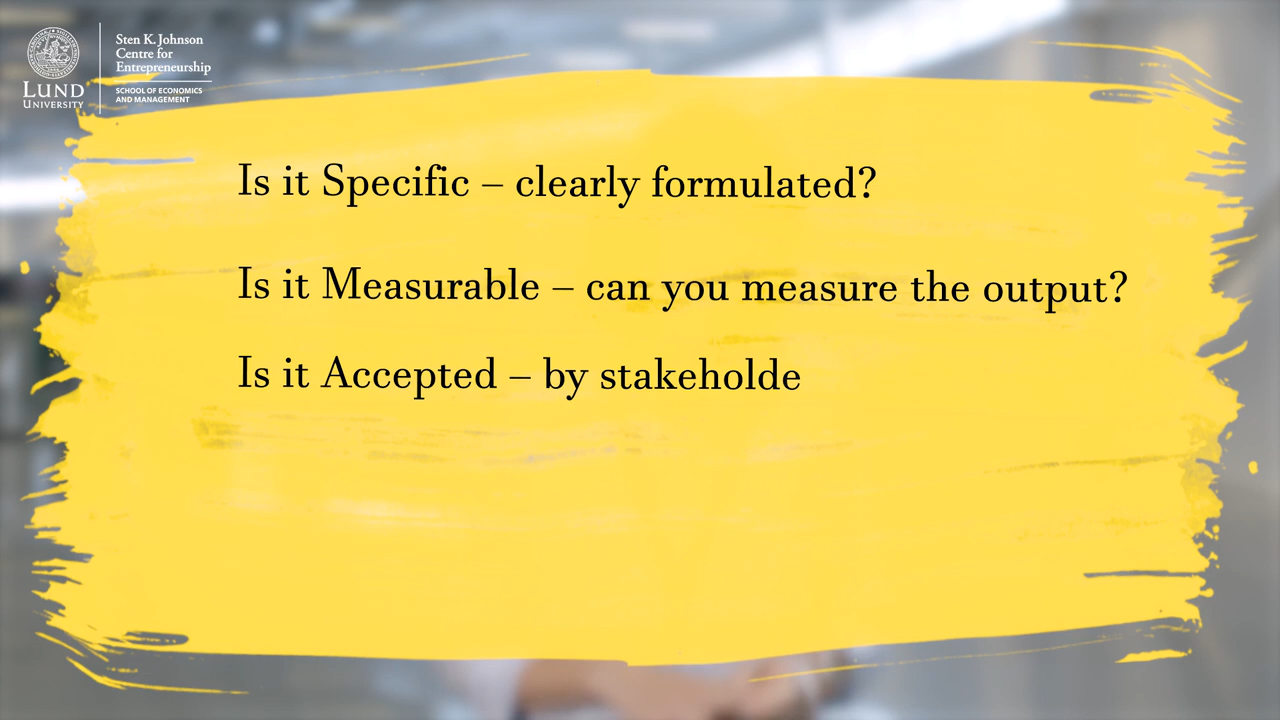 LUND
UNIVERSITY
Sten K. Johnson
Centre for
Entrepreneurship
SCHOOL OF ECONOMICS
AND MANAGEMENT
Is it Specific – clearly formulated?
Is it Measurable – can you measure the output?
Is it Accepted – by stakeholde